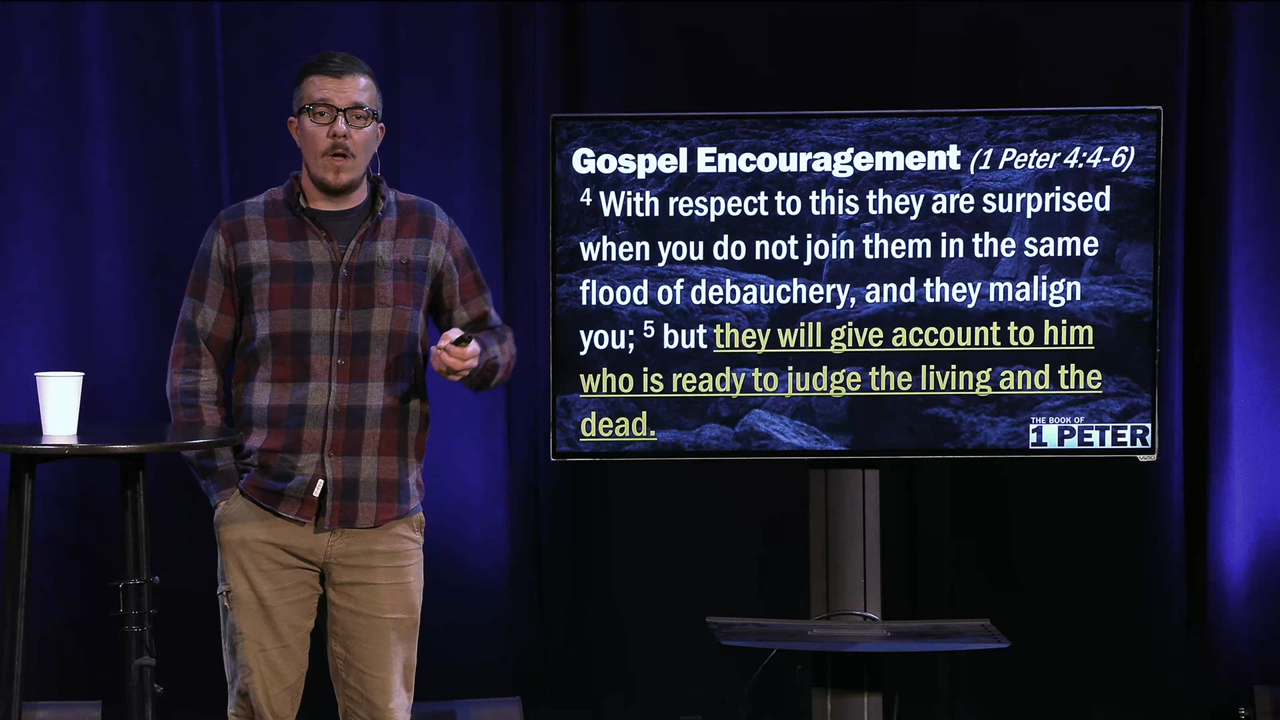 Gospel Encouragement (1 Peter 4:4-6)
4 With respect to this they are surprised
when you do not join them in the same
flood of debauchery, and they malign
you; 5 but they will give account to him
who is ready to judge the living and the
dead.
THE BOOK OF
1 PETER
VIZIO